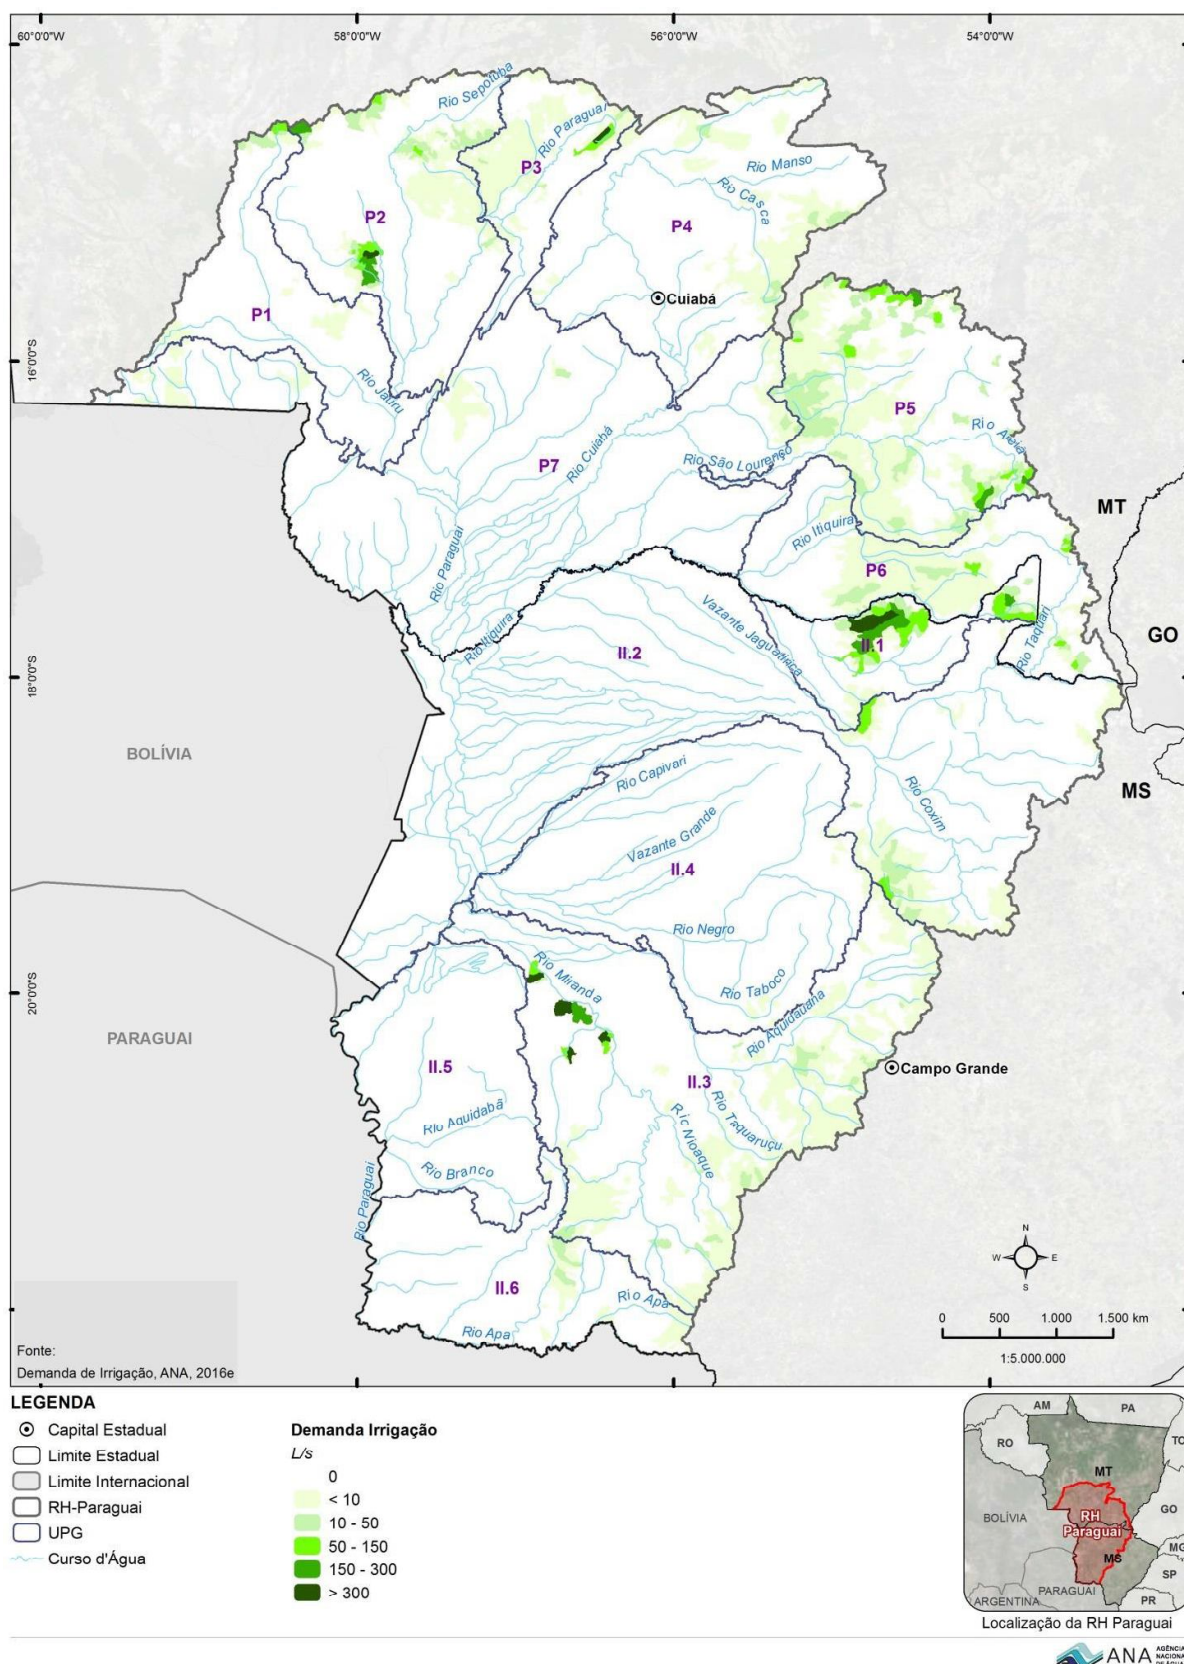 60°0'0"W
58°0'0"W
56°0'0"W
54°0'0"W
Rio Sepotuba
Rio Paraguai
P3
Rio Manso
Rio Casca
P2
P4
Cuiabá
P1
16°0'0"S
Rio Jauru
P5
Rio Cuiabá
P7
Rio São Lourenço
Rio Areia
MT
Rio Itiquira
Rio Paraguai
P6
Vazante Jaguatirica
Rio Itiquira
II.2
II.1
Rio Taquari
GO
18°0'0"S
BOLÍVIA
Rio Capivari
Rio Coxim
MS
Vazante Grande
II.4
Rio Negro
Rio Miranda
Rio Taboco
20°0'0"S
Rio Aquidauana
PARAGUAI
II.5
II.3
Campo Grande
Rio Aquidabã
Rio Taquaruçu
Rio Nioaque
Rio Branco
Rio Paraguai
N
W
E
S
II.6
Rio Apa
Rio Apa
0 500 1.000 1.500 km
1:5.000.000
Fonte:
Demanda de Irrigação, ANA, 2016e
LEGENDA
Capital Estadual
Limite Estadual
Limite Internacional
RH-Paraguai
UPG
Curso d'Água
Demanda Irrigação
L/s
0
< 10
10 - 50
50 - 150
150 - 300
> 300
AM
PA
RO
TO
MT
BOLÍVIA
GO
RH
Paraguai
MG
MS
SP
PARAGUAI
ARGENTINA
PR
Localização da RH Paraguai
ANA
AGÊNCIA
NACIONA
DE ÁGUA